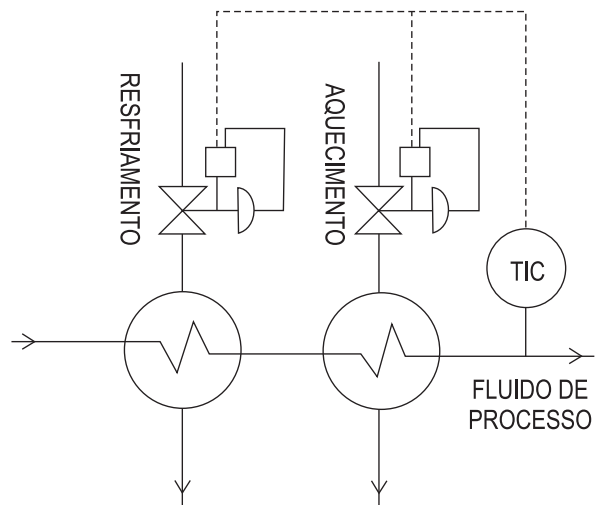 RESFRIAMENTO
AQUECIMENTO
TIC
FLUIDO DE
PROCESSO